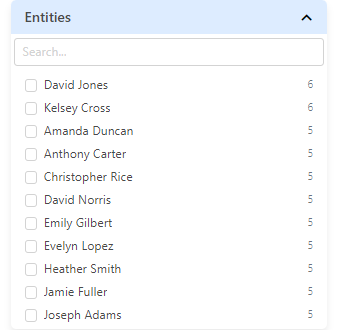 Entities
Search...
David Jones 6
Kelsey Cross 6
Amanda Duncan 5
Anthony Carter 5
Christopher Rice 5
David Norris 5
Emily Gilbert 5
Evelyn Lopez 5
Heather Smith 5
Jamie Fuller 5
Joseph Adams 5